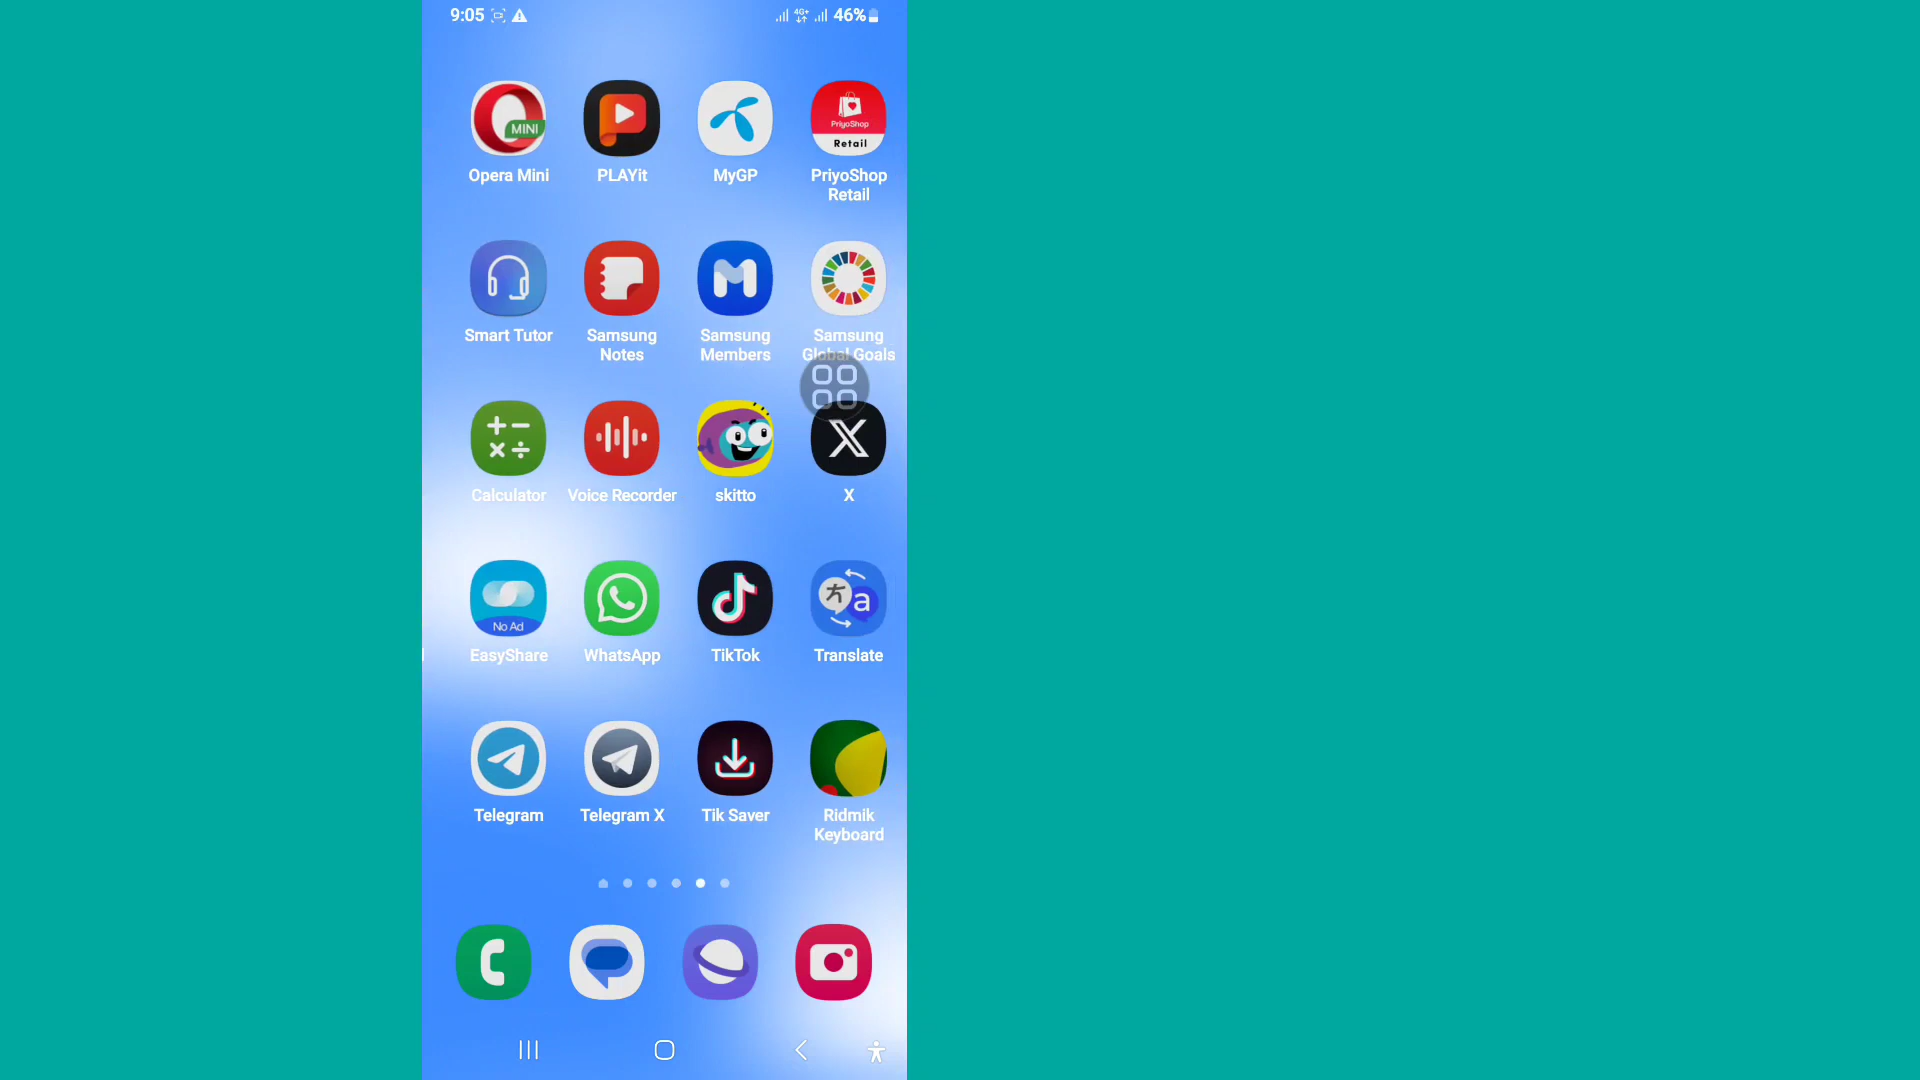 9:05 4G+ 46%
MINI
PriyoShop
Retail
Opera Mini PLAYit MyGP PriyoShop
Retail
Smart Tutor Samsung Samsung Samsung
Notes Members Global Goals
Calculator Voice Recorder skitto X
No Ad
EasyShare WhatsApp TikTok Translate
Telegram Telegram X Tik Saver Ridmik
Keyboard